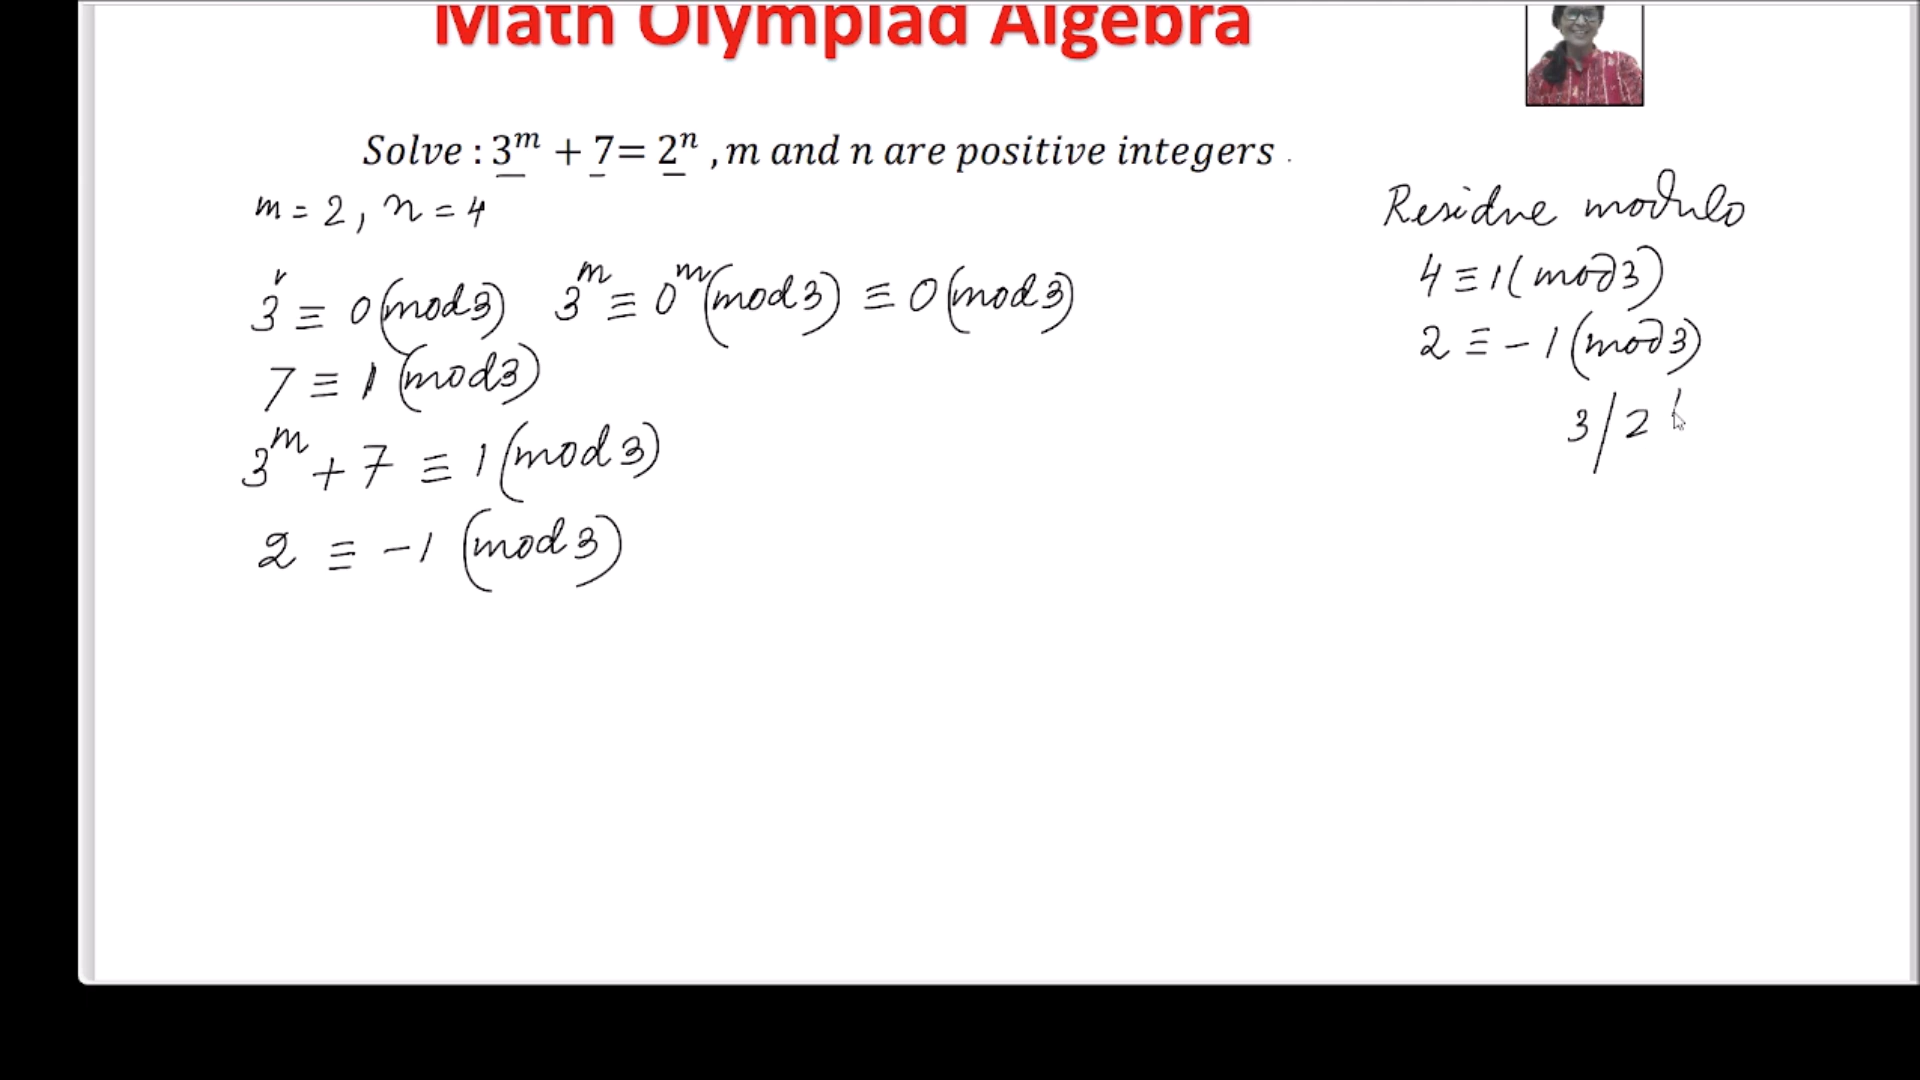 Math Olympiad Algebra
Solve : 3^m + 7= 2^n , m and n are positive integers .
m = 2 , n = 4
3 ≡ 0 (mod 3) 3^m ≡ 0^m (mod 3) ≡ 0 (mod 3)
7 ≡ 1 (mod 3)
3^m + 7 ≡ 1 (mod 3)
2 ≡ -1 (mod 3)
Residue modulo
4 ≡ 1 (mod 3)
2 ≡ -1 (mod 3)
3/2